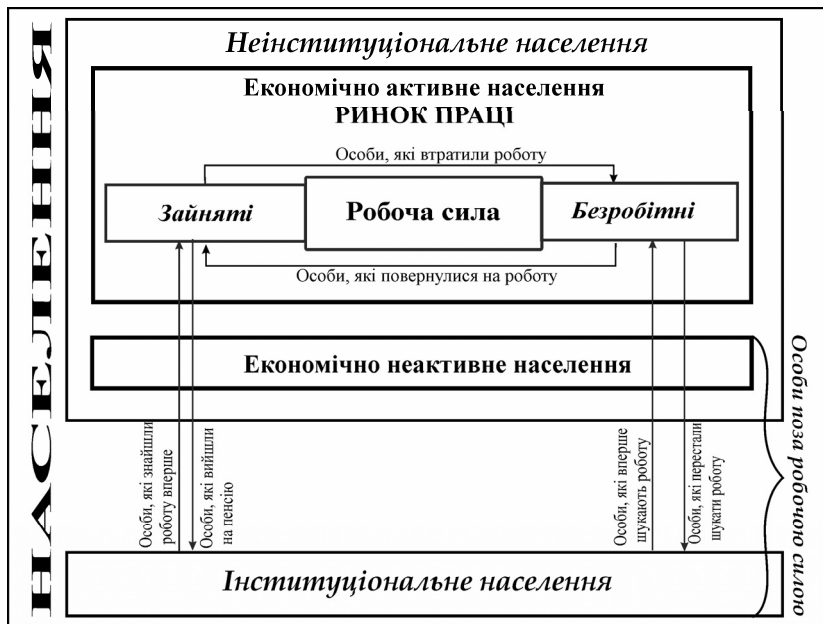 НАСЕЛЕННЯ
Неінституціональне населення
Економічно активне населення
РИНОК ПРАЦІ
Особи, які втратили роботу
Зайняті
Робоча сила
Безробітні
Особи, які повернулися на роботу
Економічно неактивне населення
Особи, які знайшли
роботу вперше
Особи, які вийшли
на пенсію
Особи, які вперше
шукають роботу
Особи, які перестали
шукати роботу
Особи поза робочою силою
Інституціональне населення